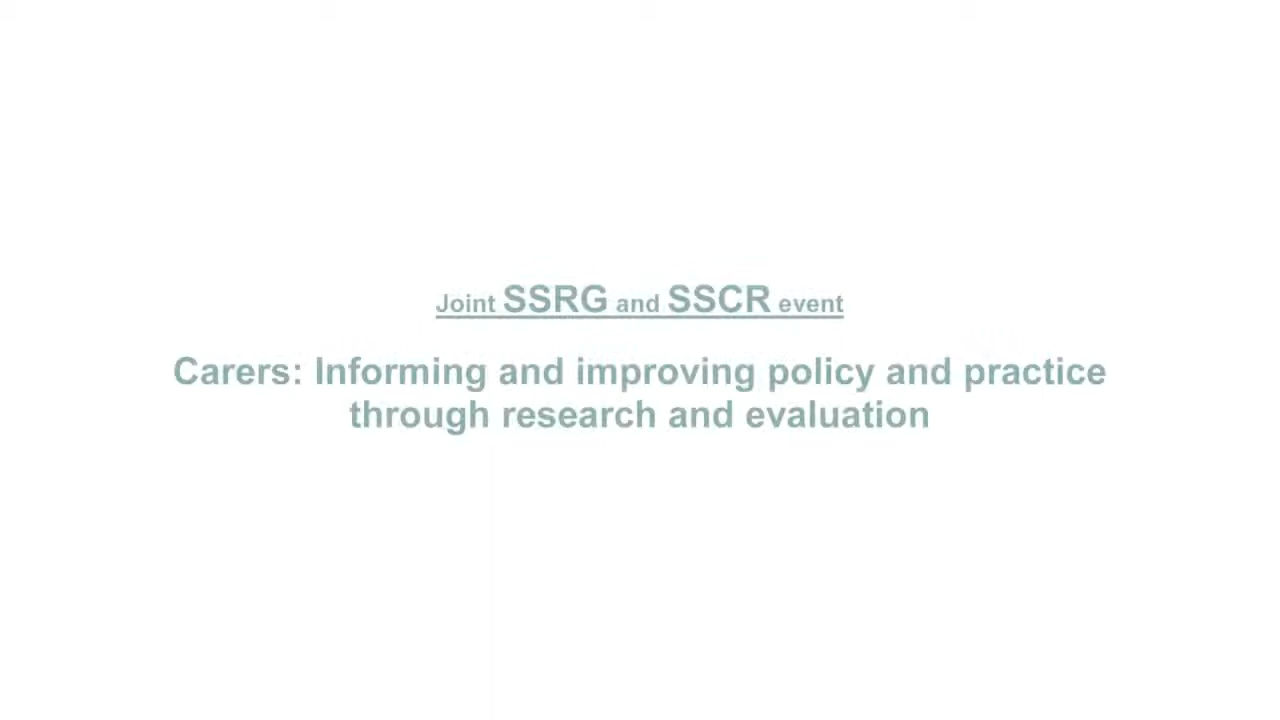 Joint SSRG and SSCR event
Carers: Informing and improving policy and practice
through research and evaluation